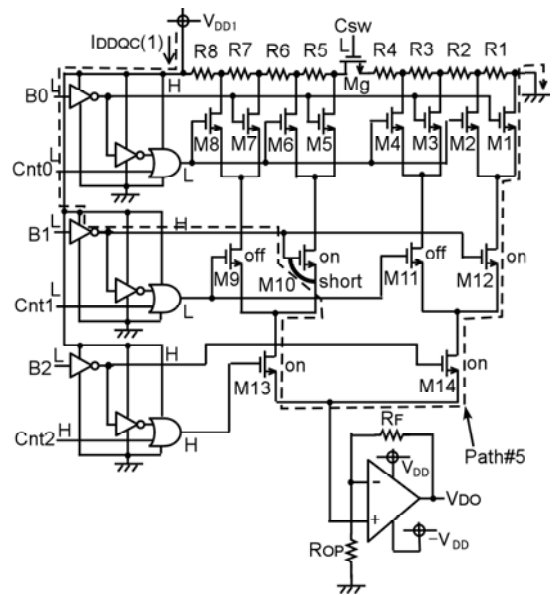 Csw
VDD1
IDDQC(1)
R8 R7 R6 R5 L R4 R3 R2 R1
Mg
B0 L H
M8 M7 M6 M5 M4 M3 M2 M1
Cnt0 L L
B1 L H
off on off on
M9 M10 short M11 M12
Cnt1 L L
B2 L H
on on
M13 M14
Cnt2 H H
Path#5
RF
VDD
-
VDO
+
-VDD
ROP